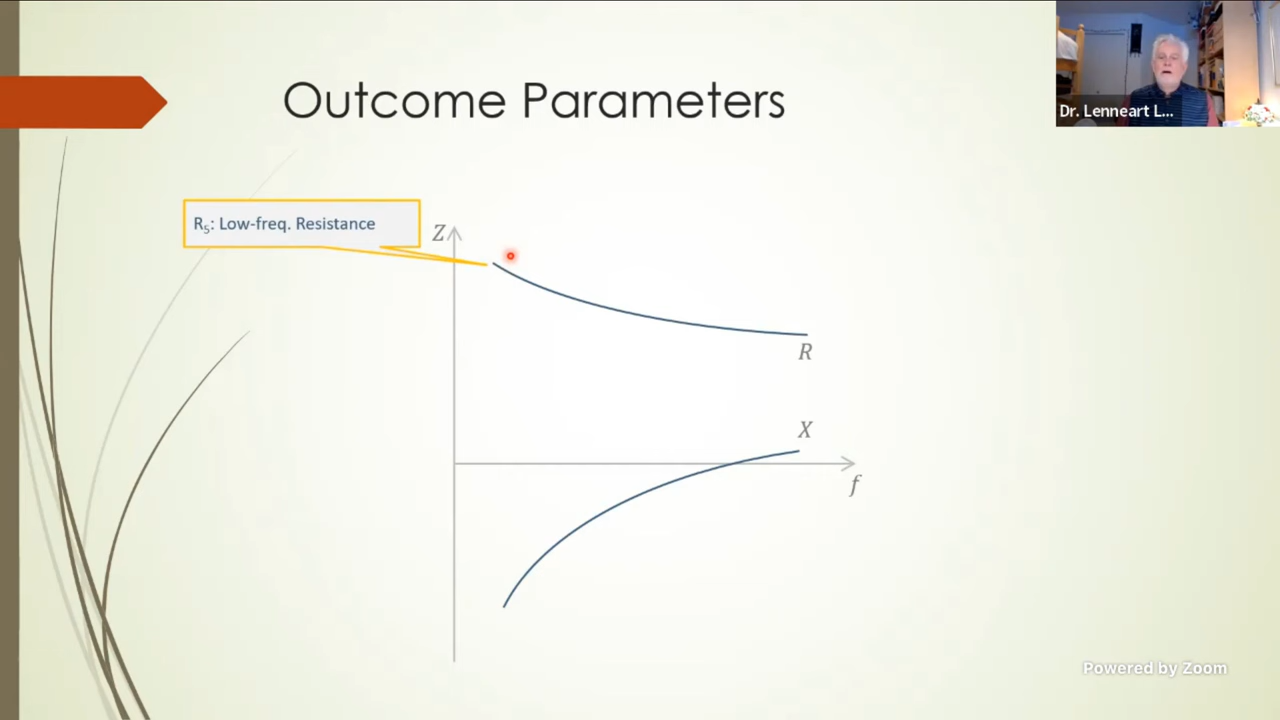 Outcome Parameters
Dr. Lenneart L...
R₅: Low-freq. Resistance
Z
R
X
f
Powered by Zoom